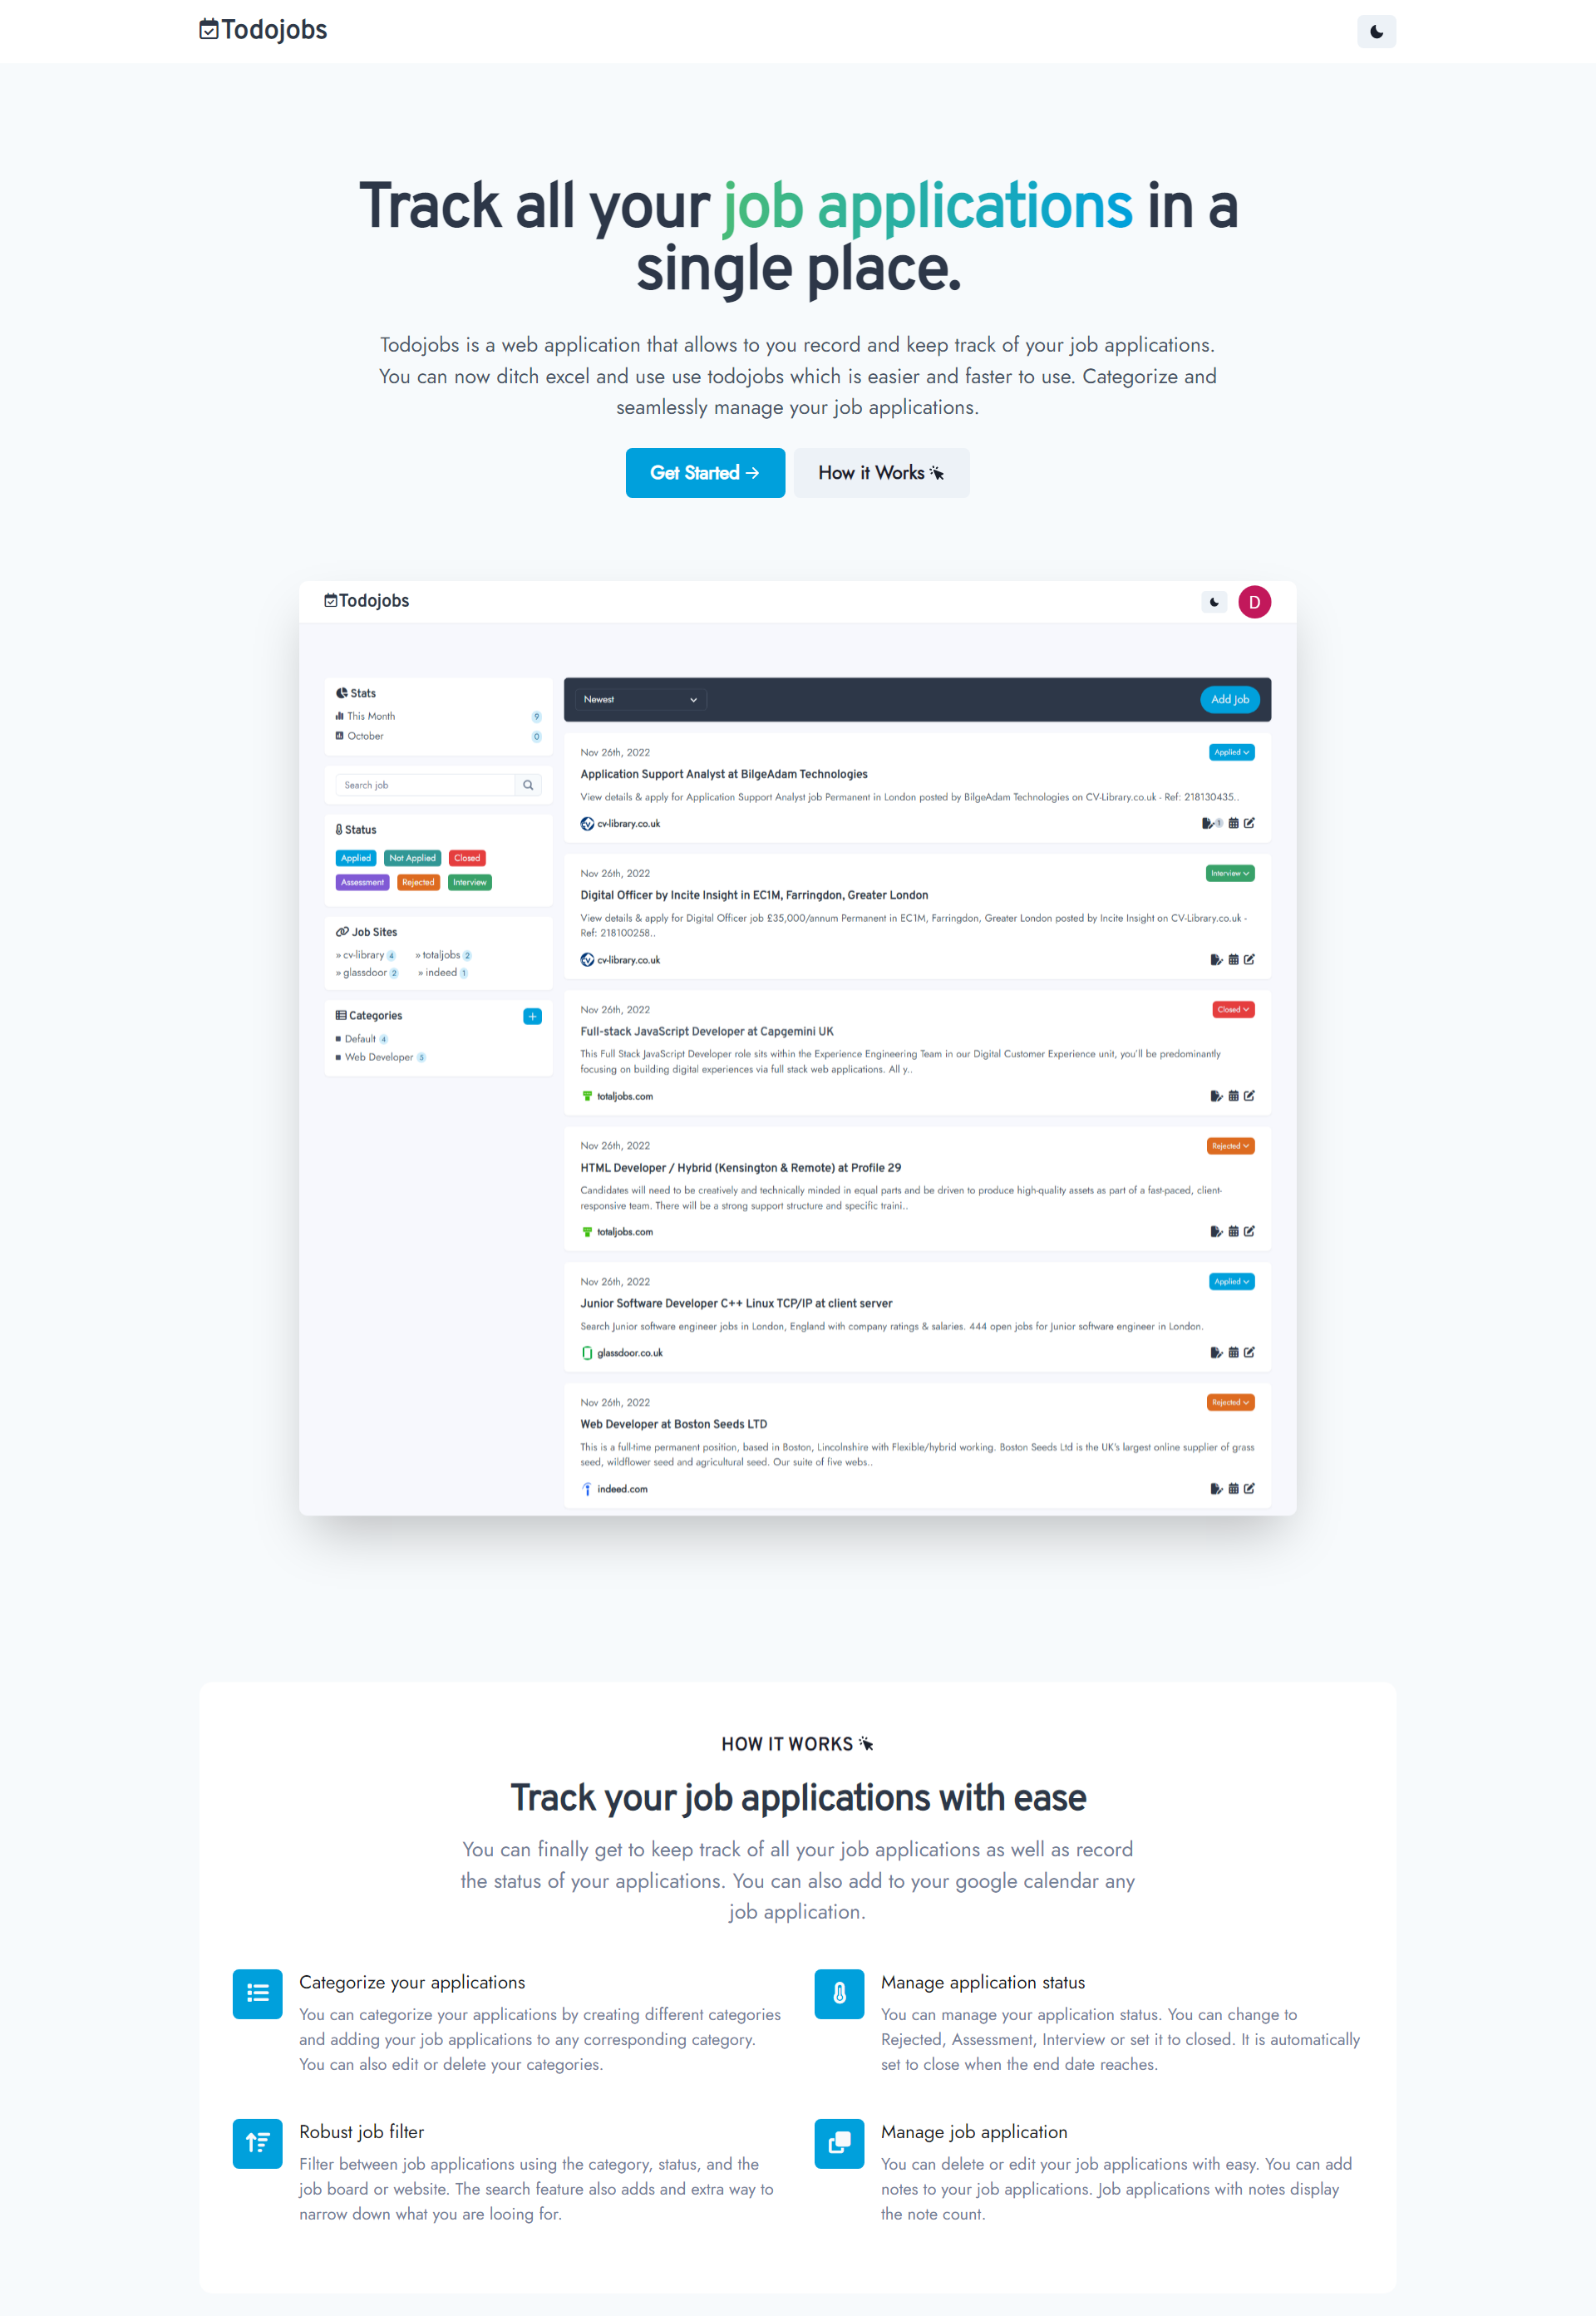 Todojobs
Track all your job applications in a
single place.
Todojobs is a web application that allows to you record and keep track of your job applications.
You can now ditch excel and use use todojobs which is easier and faster to use. Categorize and
seamlessly manage your job applications.
Get Started →
How it Works
Todojobs
D
Stats
This Month 9
October 0
Search job
Status
Applied Not Applied Closed
Assessment Rejected Interview
Job Sites
» cv-library 4 » totaljobs 2
» glassdoor 2 » indeed 1
Categories +
Default 4
Web Developer 5
Newest
Add Job
Nov 26th, 2022 Applied
Application Support Analyst at BilgeAdam Technologies
View details & apply for Application Support Analyst job Permanent in London posted by BilgeAdam Technologies on CV-Library.co.uk - Ref: 218130435..
cv-library.co.uk 1
Nov 26th, 2022 Interview
Digital Officer by Incite Insight in EC1M, Farringdon, Greater London
View details & apply for Digital Officer job £35,000/annum Permanent in EC1M, Farringdon, Greater London posted by Incite Insight on CV-Library.co.uk -
Ref: 218100258..
cv-library.co.uk
Nov 26th, 2022 Closed
Full-stack JavaScript Developer at Capgemini UK
This Full Stack JavaScript Developer role sits within the Experience Engineering Team in our Digital Customer Experience unit, you'll be predominantly
focusing on building digital experiences via full stack web applications. All y..
totaljobs.com
Nov 26th, 2022 Rejected
HTML Developer / Hybrid (Kensington & Remote) at Profile 29
Candidates will need to be creatively and technically minded in equal parts and be driven to produce high-quality assets as part of a fast-paced, client-
responsive team. There will be a strong support structure and specific traini..
totaljobs.com
Nov 26th, 2022 Applied
Junior Software Developer C++ Linux TCP/IP at client server
Search Junior software engineer jobs in London, England with company ratings & salaries. 444 open jobs for Junior software engineer in London.
glassdoor.co.uk
Nov 26th, 2022 Rejected
Web Developer at Boston Seeds LTD
This is a full-time permanent position, based in Boston, Lincolnshire with Flexible/hybrid working. Boston Seeds Ltd is the UK's largest online supplier of grass
seed, wildflower seed and agricultural seed. Our suite of five webs..
indeed.com
HOW IT WORKS
Track your job applications with ease
You can finally get to keep track of all your job applications as well as record
the status of your applications. You can also add to your google calendar any
job application.
Categorize your applications
You can categorize your applications by creating different categories
and adding your job applications to any corresponding category.
You can also edit or delete your categories.
Manage application status
You can manage your application status. You can change to
Rejected, Assessment, Interview or set it to closed. It is automatically
set to close when the end date reaches.
Robust job filter
Filter between job applications using the category, status, and the
job board or website. The search feature also adds and extra way to
narrow down what you are looing for.
Manage job application
You can delete or edit your job applications with easy. You can add
notes to your job applications. Job applications with notes display
the note count.